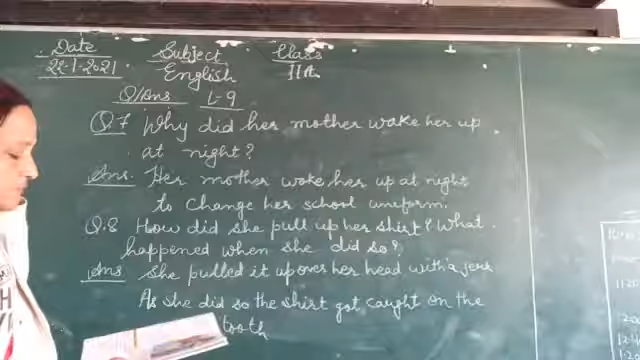 Date Subject Class
22-1-2021 English IIA
Q/Ans L-9
Q.7 Why did her mother wake her up
at night?
Ans. Her mother woke her up at night
to change her school uneform.
Q.8 How did she pull up her shirt? What
happened when she did so?
Ans She pulled it up over her head with a jerk
As she did so the shirt got caught on the
tooth